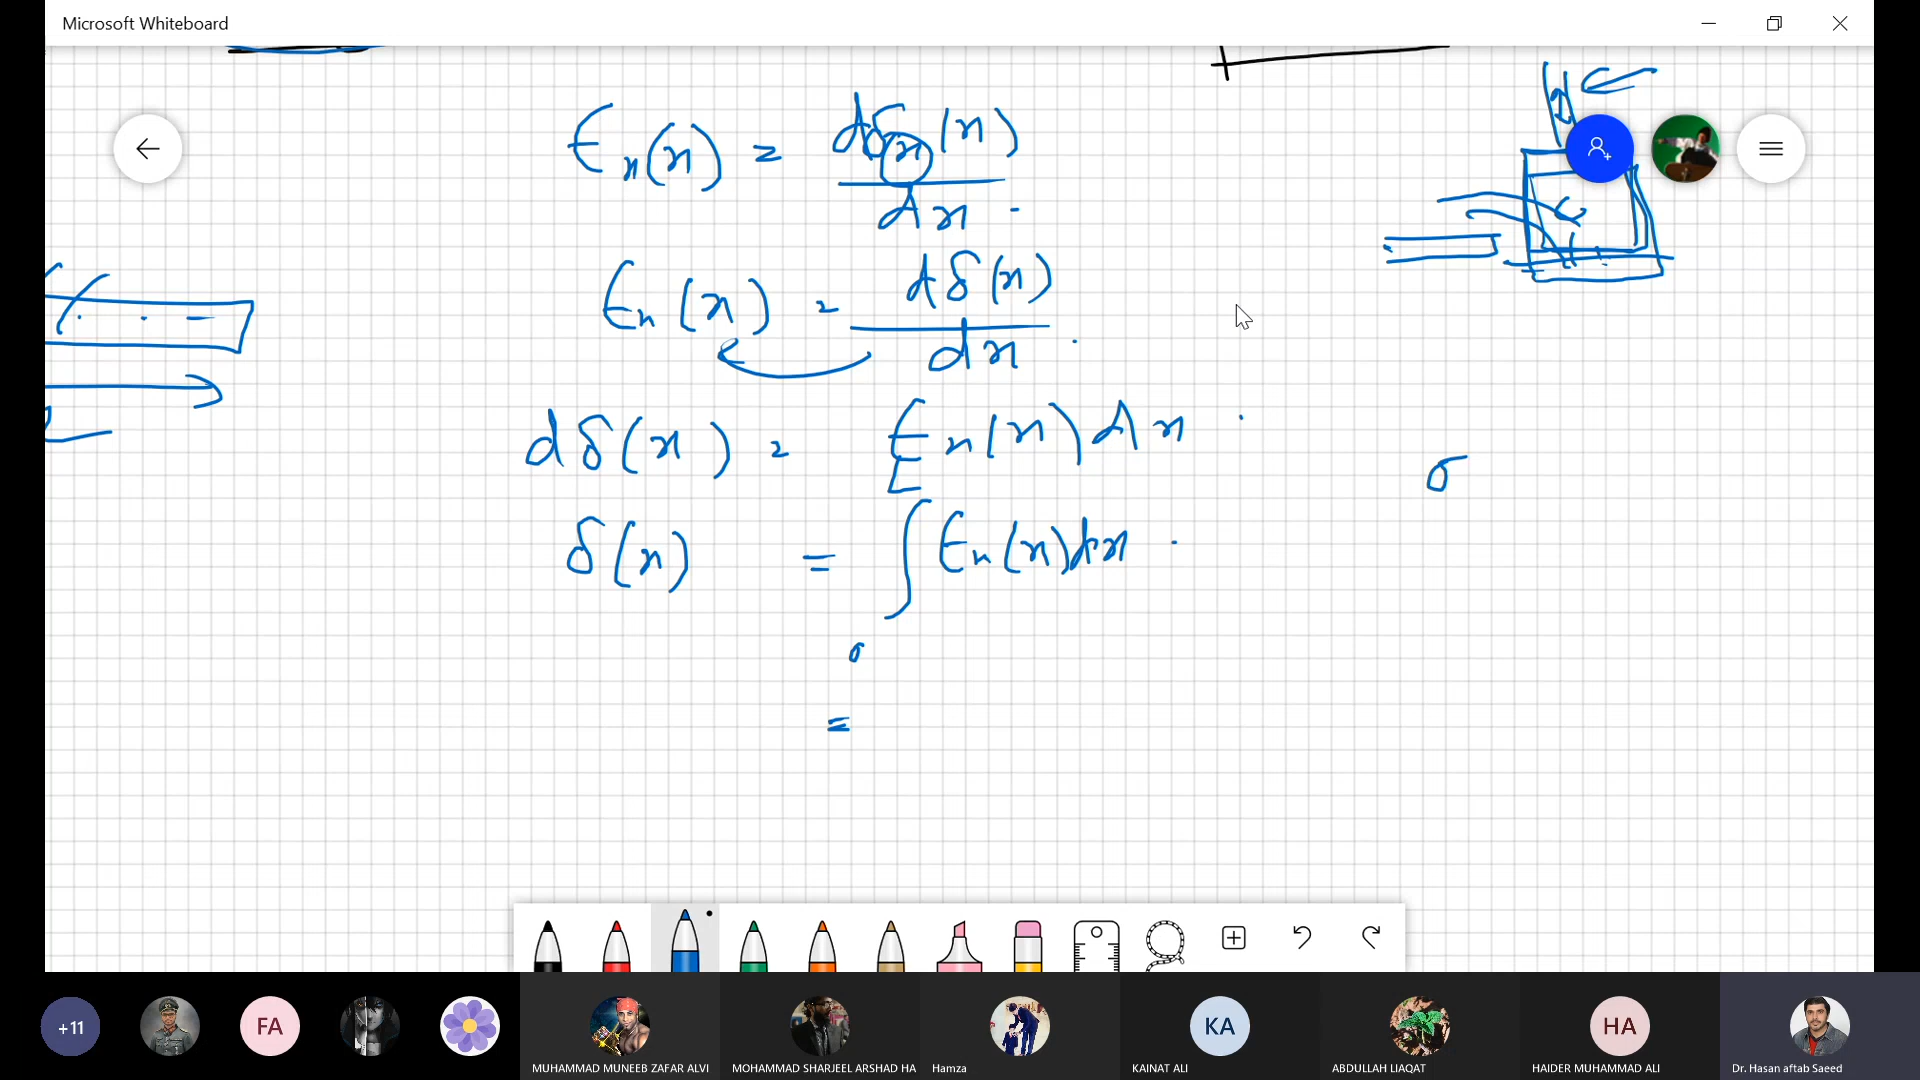 Microsoft Whiteboard
εx(x) = dδx(x) / dx
εx(x) = dδ(x) / dx
dδ(x) = εx(x) dx
σ
δ(x) = ∫ εx(x) dx
=
+11
FA
KA
HA
MUHAMMAD MUNEEB ZAFAR ALVI
MOHAMMAD SHARJEEL ARSHAD HA
Hamza
KAINAT ALI
ABDULLAH LIAQAT
HAIDER MUHAMMAD ALI
Dr. Hasan aftab Saeed